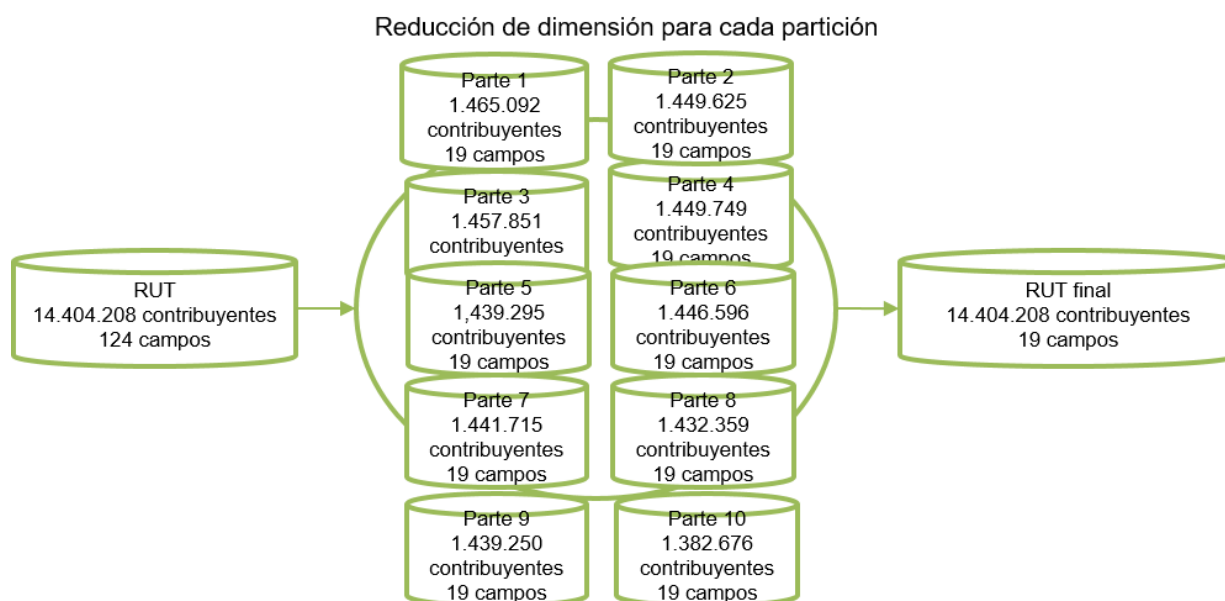 Reducción de dimensión para cada partición
Parte 1
1.465.092
contribuyentes
19 campos
Parte 2
1.449.625
contribuyentes
19 campos
Parte 3
1.457.851
contribuyentes
Parte 4
1.449.749
contribuyentes
19 campos
RUT
14.404.208 contribuyentes
124 campos
Parte 5
1,439.295
contribuyentes
19 campos
Parte 6
1.446.596
contribuyentes
19 campos
RUT final
14.404.208 contribuyentes
19 campos
Parte 7
1.441.715
contribuyentes
19 campos
Parte 8
1.432.359
contribuyentes
19 campos
Parte 9
1.439.250
contribuyentes
19 campos
Parte 10
1.382.676
contribuyentes
19 campos